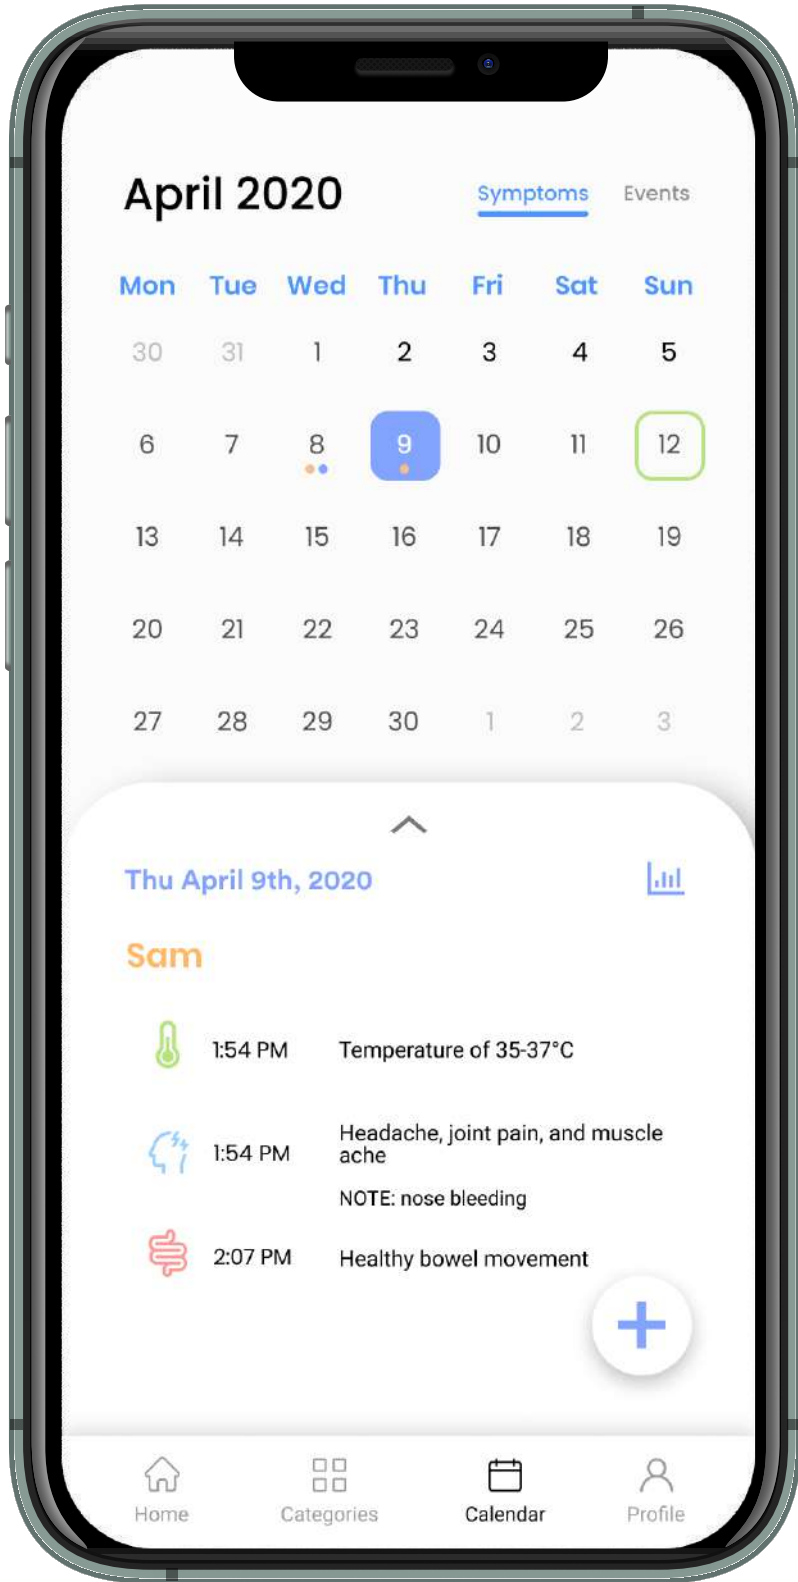 April 2020
Symptoms Events
Mon Tue Wed Thu Fri Sat Sun
30 31 1 2 3 4 5
6 7 8 9 10 11 12
13 14 15 16 17 18 19
20 21 22 23 24 25 26
27 28 29 30 1 2 3
Thu April 9th, 2020
Sam
1:54 PM Temperature of 35-37°C
1:54 PM Headache, joint pain, and muscle
ache
NOTE: nose bleeding
2:07 PM Healthy bowel movement
Home Categories Calendar Profile